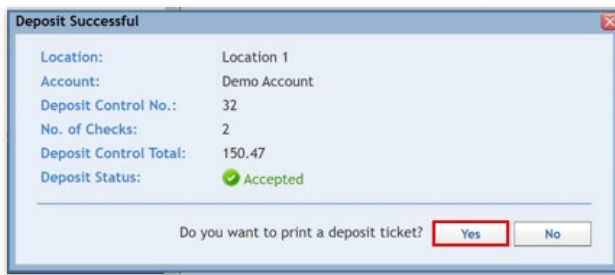 Deposit Successful
Location: Location 1
Account: Demo Account
Deposit Control No.: 32
No. of Checks: 2
Deposit Control Total: 150.47
Deposit Status: Accepted
Do you want to print a deposit ticket? Yes No